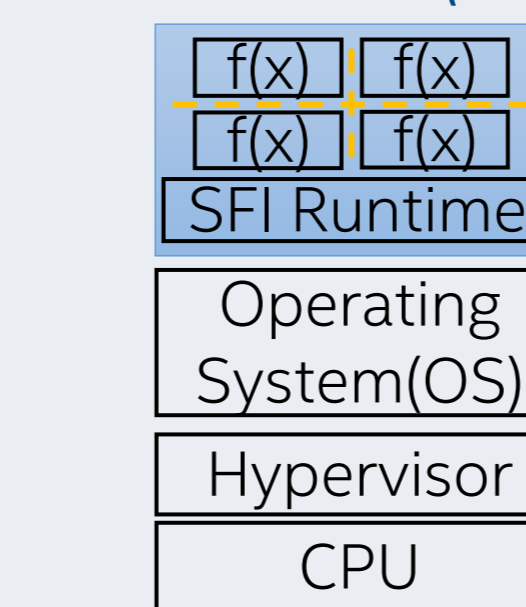 f(x) f(x)
f(x) f(x)
SFI Runtime
Operating
System(OS)
Hypervisor
CPU